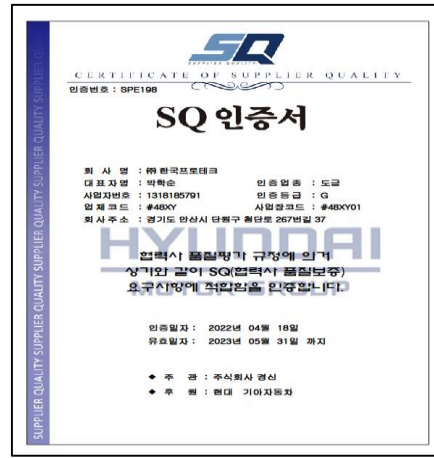 SQ
CERTIFICATE OF SUPPLIER QUALITY
인증번호 : SPE198
SQ 인증서
회 사 명 : ㈜ 한국프로테크
대표자명 : 박학순 인증업종 : 도금
사업자번호 : 1318185791 인증등급 : G
업체코드 : #48XY 사업장코드 : #48XY01
회사주소 : 경기도 안산시 단원구 첨단로 267번길 37
HYUNDAI
MOTOR GROUP
협력사 품질평가 규정에 의거
상기와 같이 SQ(협력사 품질보증)
요구사항에 적합함을 인증합니다.
인증일자 : 2022년 04월 18일
유효일자 : 2023년 05월 31일 까지
◆ 주 관 : 주식회사 경신
◆ 후 원 : 현대 기아자동차
SUPPLIER QUALITY SUPPLIER QUALITY SUPPLIER QUALITY SUPPLIER QUALITY